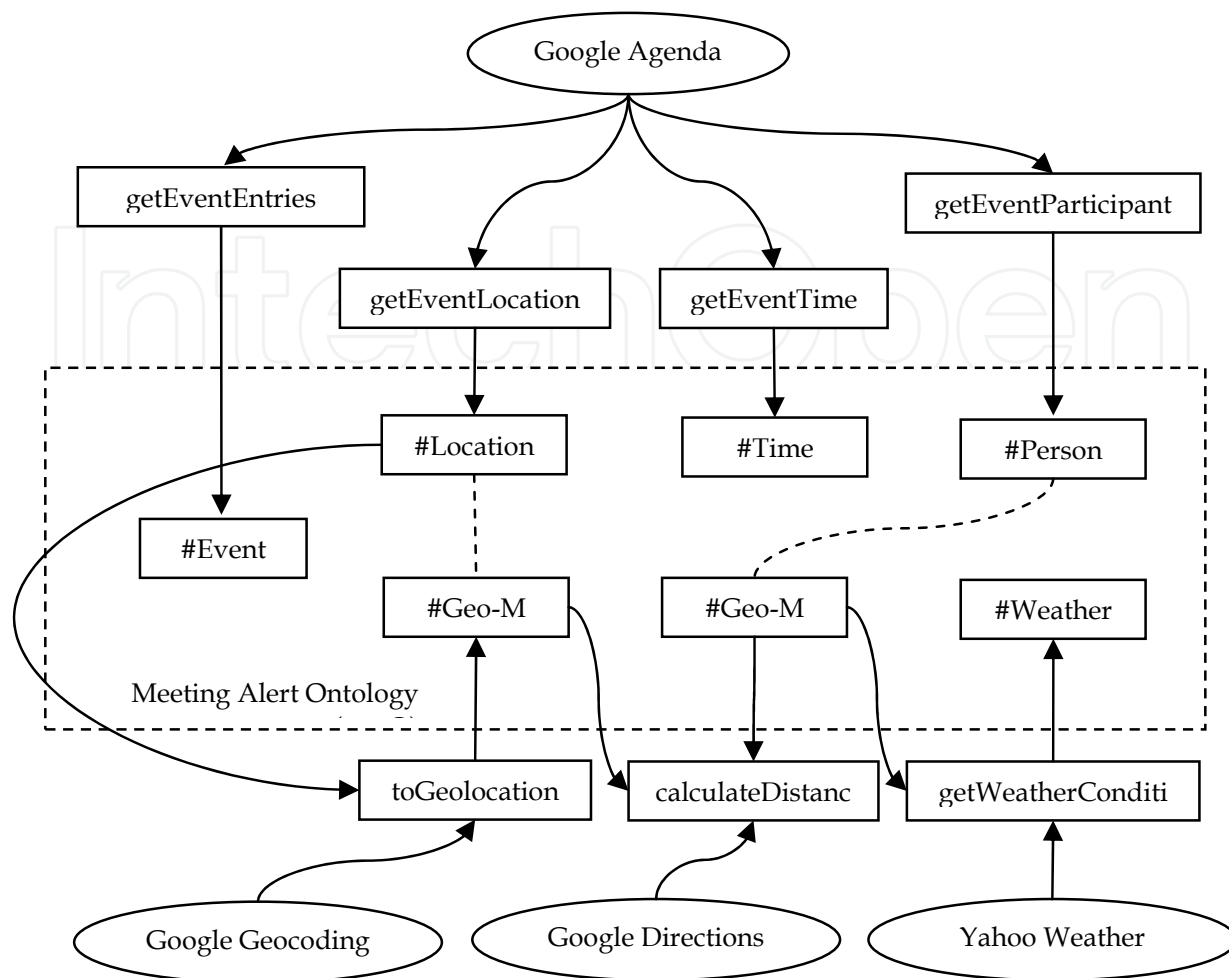 Google Agenda
getEventEntries
getEventParticipant
IntechOpen
getEventLocation
getEventTime
#Location
#Time
#Person
#Event
#Geo-M
#Geo-M
#Weather
Meeting Alert Ontology
toGeolocation
calculateDistanc
getWeatherConditi
Google Geocoding
Google Directions
Yahoo Weather